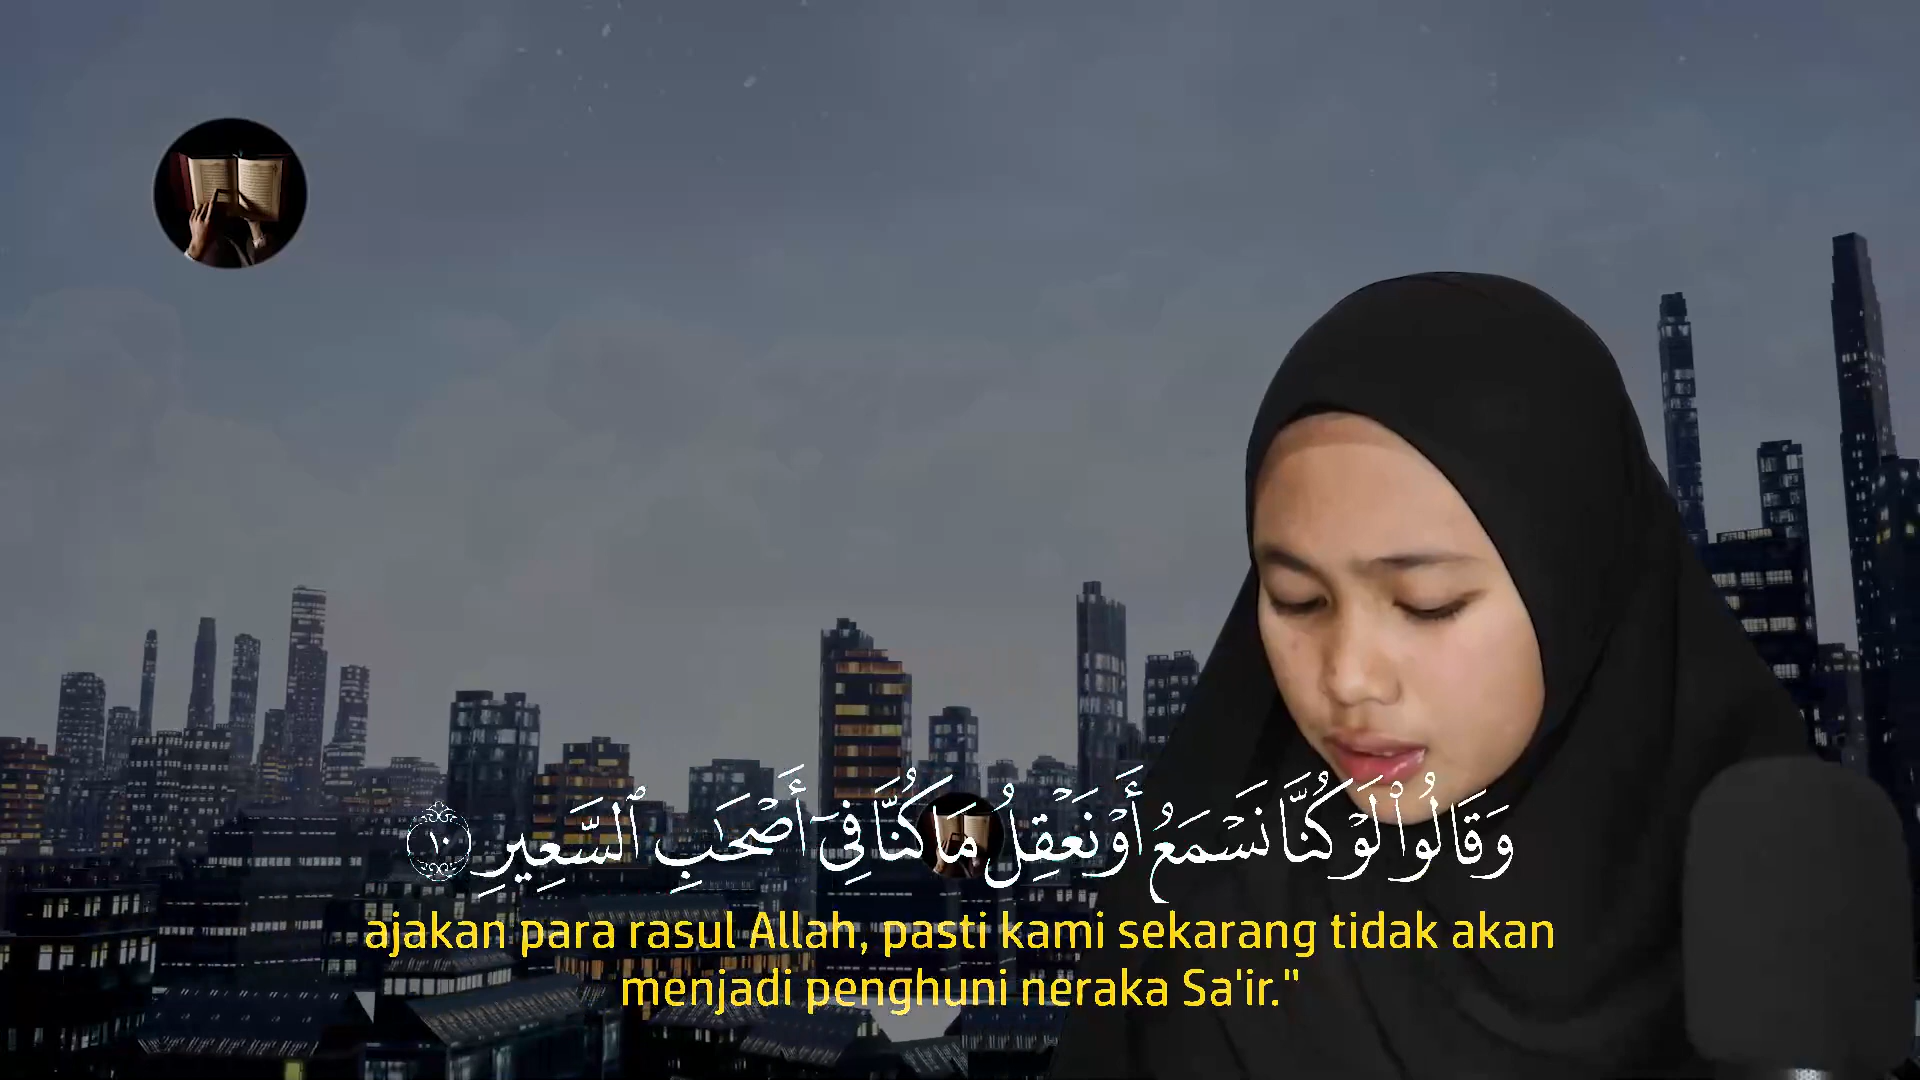 وَقَالُوا۟ لَوْ كُنَّا نَسْمَعُ أَوْ نَعْقِلُ مَا كُنَّا فِىٓ أَصْحَٰبِ ٱلسَّعِيرِ ١٠
ajakan para rasul Allah, pasti kami sekarang tidak akan
menjadi penghuni neraka Sa'ir."